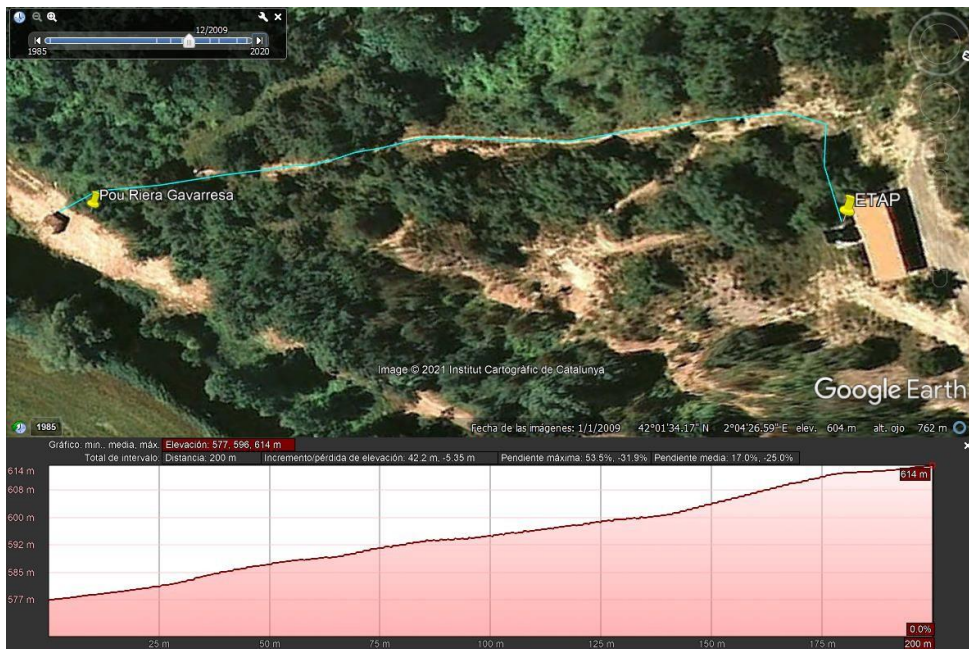 12/2009
1985
2020
Pou Riera Gavarresa
ETAP
Image © 2021 Institut Cartogràfic de Catalunya
Google Earth
1985
Fecha de las imágenes: 1/1/2009 42°01'34.17" N 2°04'26.59" E elev. 604 m alt. ojo 762 m
Gráfico: mín., media, máx. Elevación: 577, 596, 614 m
Total de intervalo: Distancia: 200 m Incremento/pérdida de elevación: 42.2 m, -5.35 m Pendiente máxima: 53.5%, -31.9% Pendiente media: 17.0%, -25.0%
614 m
614 m
608 m
600 m
592 m
585 m
577 m
0.0%
25 m
50 m
75 m
100 m
125 m
150 m
175 m
200 m